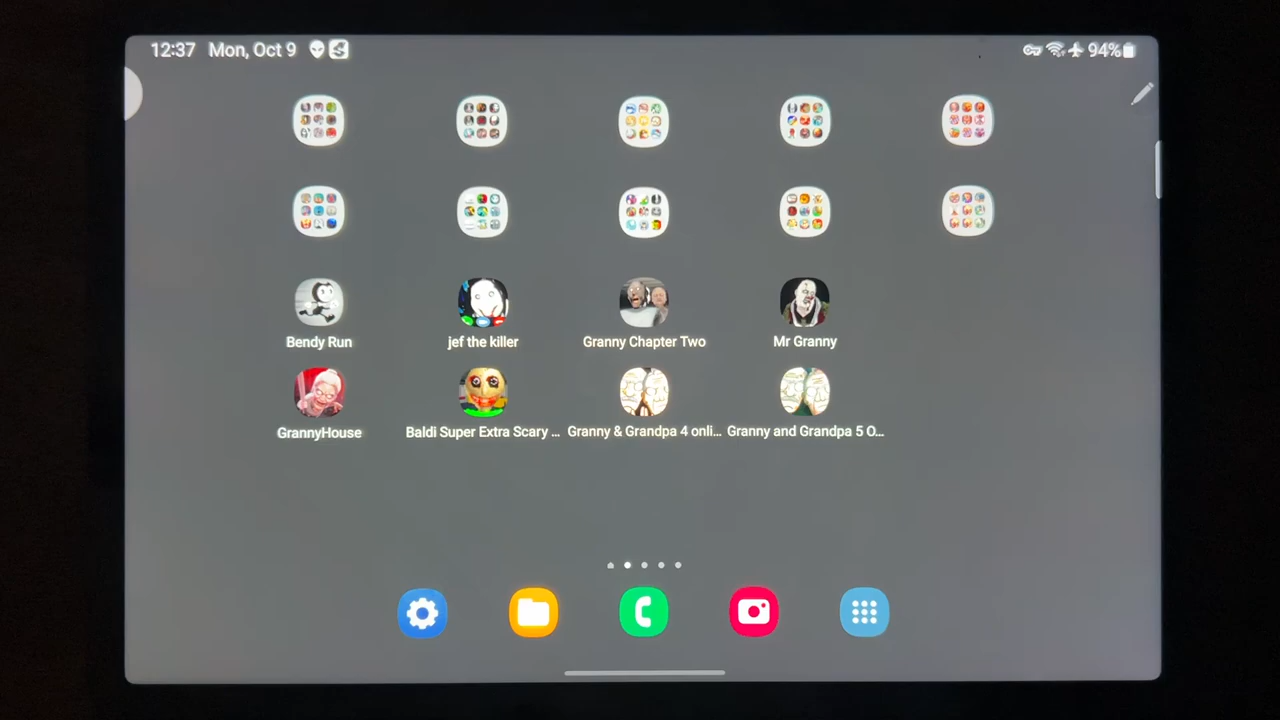 12:37 Mon, Oct 9 94%
Bendy Run
jef the killer
Granny Chapter Two
Mr Granny
GrannyHouse
Baldi Super Extra Scary ...
Granny & Grandpa 4 onli...
Granny and Grandpa 5 O...